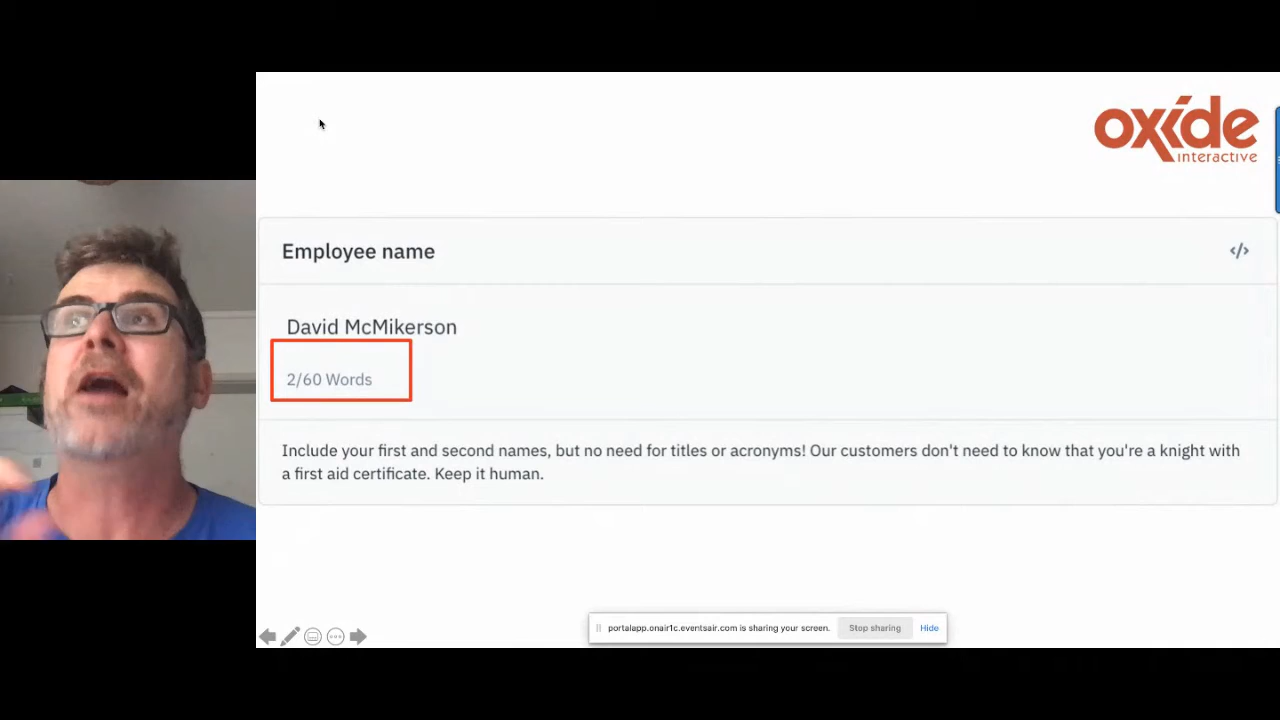 oxide
interactive
Employee name
</>
David McMikerson
2/60 Words
Include your first and second names, but no need for titles or acronyms! Our customers don't need to know that you're a knight with
a first aid certificate. Keep it human.
portalapp.onair1c.eventsair.com is sharing your screen.
Stop sharing
Hide